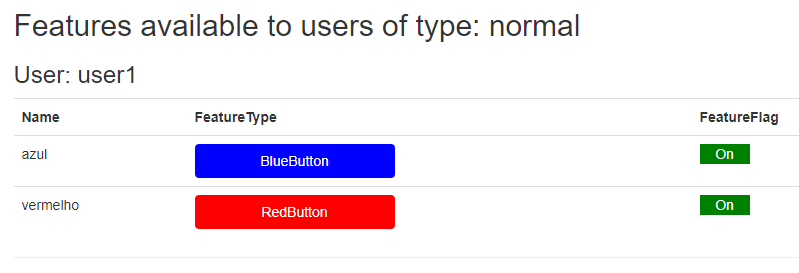 Features available to users of type: normal
User: user1
Name FeatureType FeatureFlag
azul BlueButton On
vermelho RedButton On